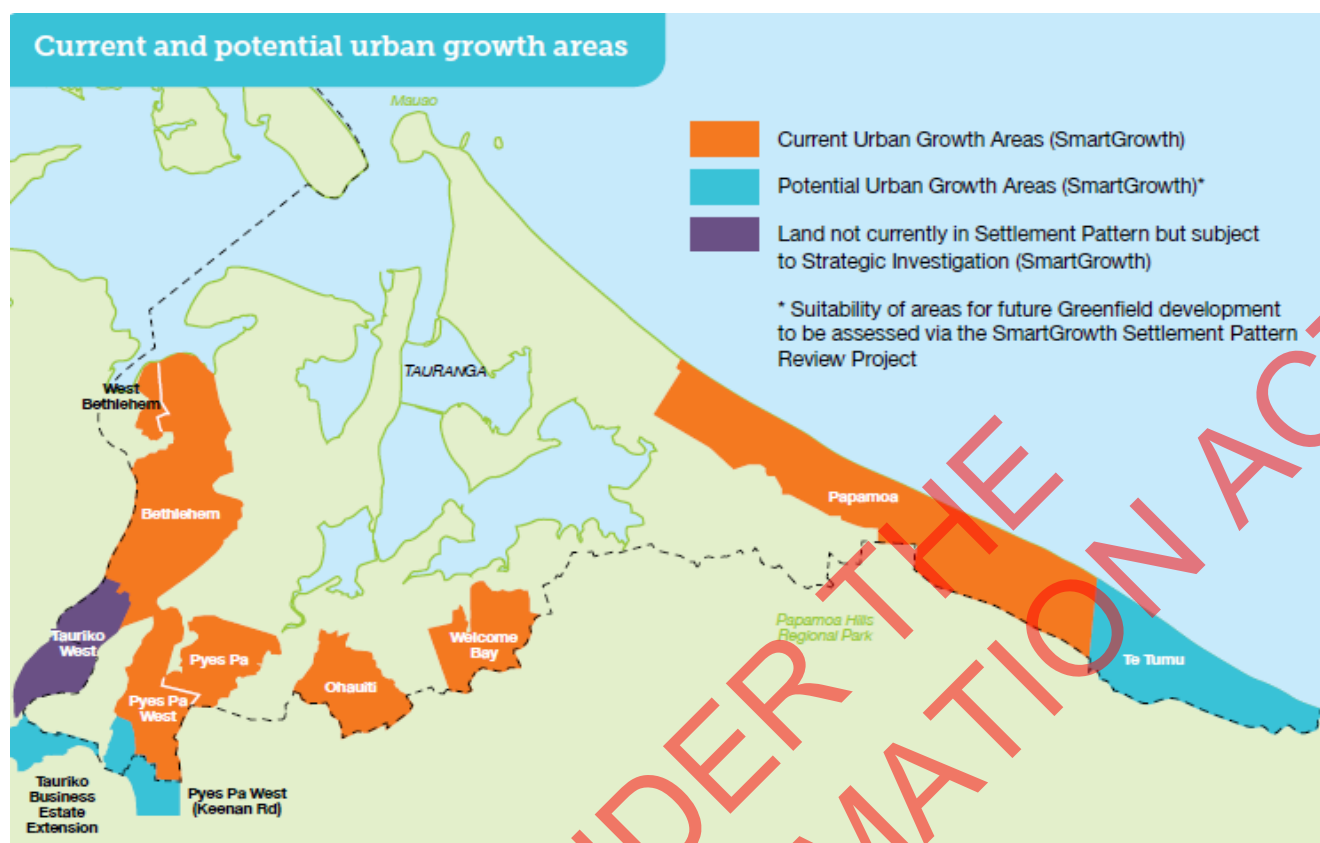 Current and potential urban growth areas
Mauao
Current Urban Growth Areas (SmartGrowth)
Potential Urban Growth Areas (SmartGrowth)*
Land not currently in Settlement Pattern but subject
to Strategic Investigation (SmartGrowth)
* Suitability of areas for future Greenfield development
to be assessed via the SmartGrowth Settlement Pattern
Review Project
TAURANGA
West
Bethlehem
Bethlehem
Papamoa
Tauriko
West
Pyes Pa
Pyes Pa
West
Ohauiti
Welcome
Bay
Papamoa Hills
Regional Park
Te Tumu
Tauriko
Business
Estate
Extension
Pyes Pa West
(Keenan Rd)
UNDER THE
MATION ACT